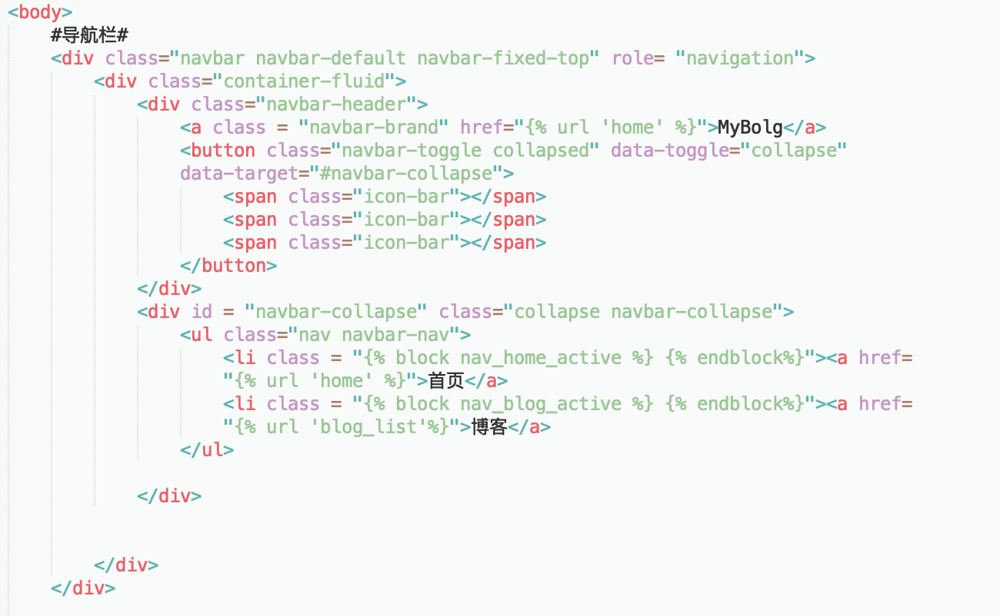 <body>
#导航栏#
<div class="navbar navbar-default navbar-fixed-top" role= "navigation">
<div class="container-fluid">
<div class="navbar-header">
<a class = "navbar-brand" href="{% url 'home' %}">MyBolg</a>
<button class="navbar-toggle collapsed" data-toggle="collapse"
data-target="#navbar-collapse">
<span class="icon-bar"></span>
<span class="icon-bar"></span>
<span class="icon-bar"></span>
</button>
</div>
<div id = "navbar-collapse" class="collapse navbar-collapse">
<ul class="nav navbar-nav">
<li class = "{% block nav_home_active %} {% endblock%}"><a href=
"{% url 'home' %}">首页</a>
<li class = "{% block nav_blog_active %} {% endblock%}"><a href=
"{% url 'blog_list'%}">博客</a>
</ul>
</div>
</div>
</div>